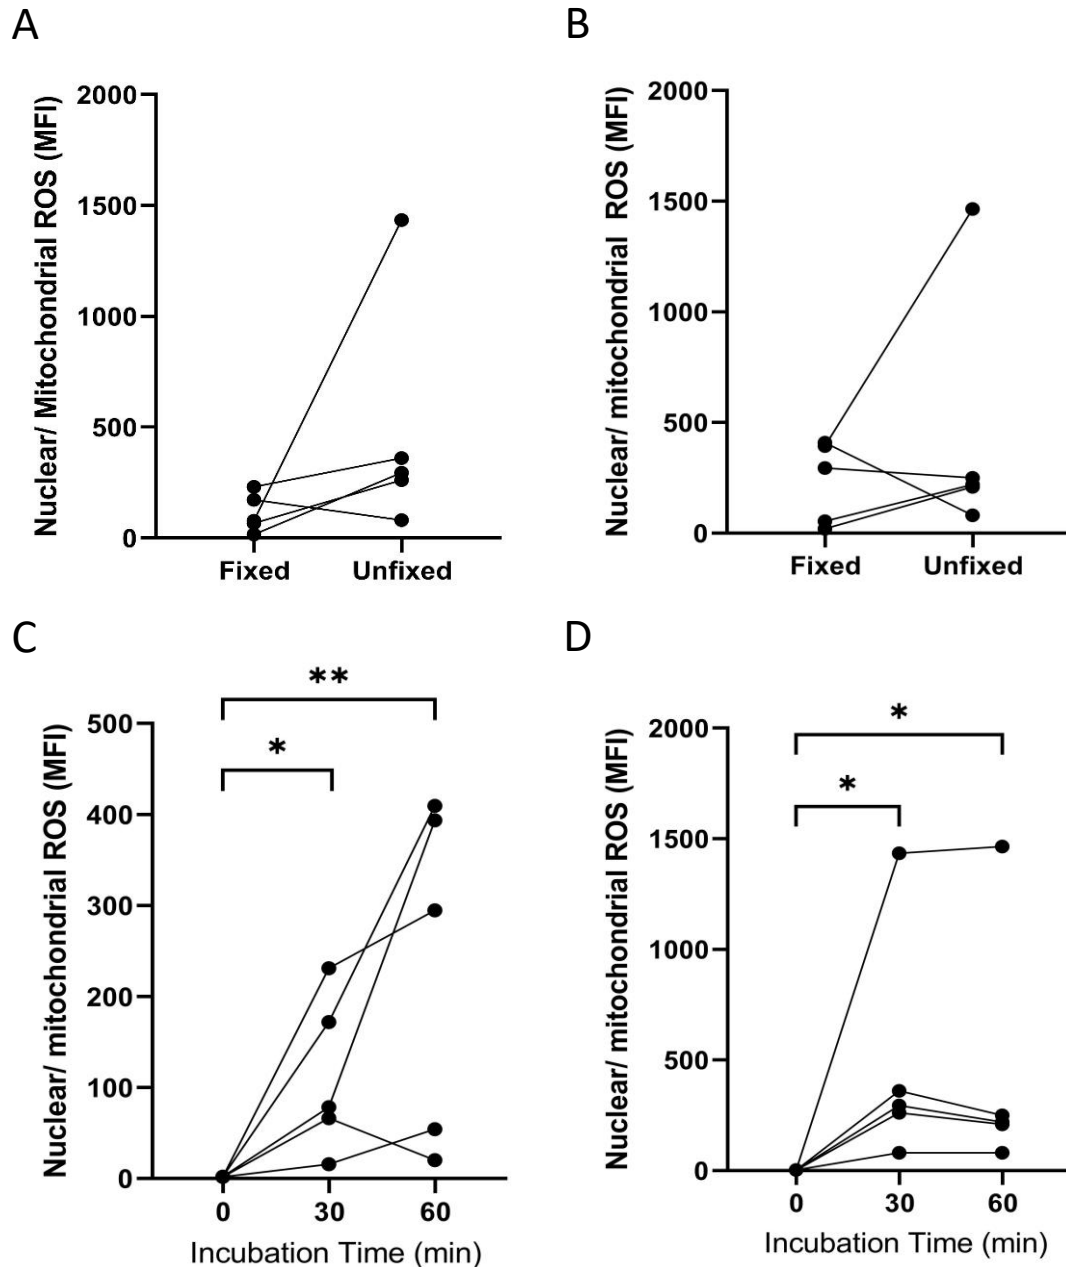 A
Nuclear/ Mitochondrial ROS (MFI)
2000
1500
1000
500
0
Fixed Unfixed
B
Nuclear/ mitochondrial ROS (MFI)
2000
1500
1000
500
0
Fixed Unfixed
C
Nuclear/ mitochondrial ROS (MFI)
**
*
500
400
300
200
100
0
0 30 60
Incubation Time (min)
D
Nuclear/ mitochondrial ROS (MFI)
*
*
2000
1500
1000
500
0
0 30 60
Incubation Time (min)